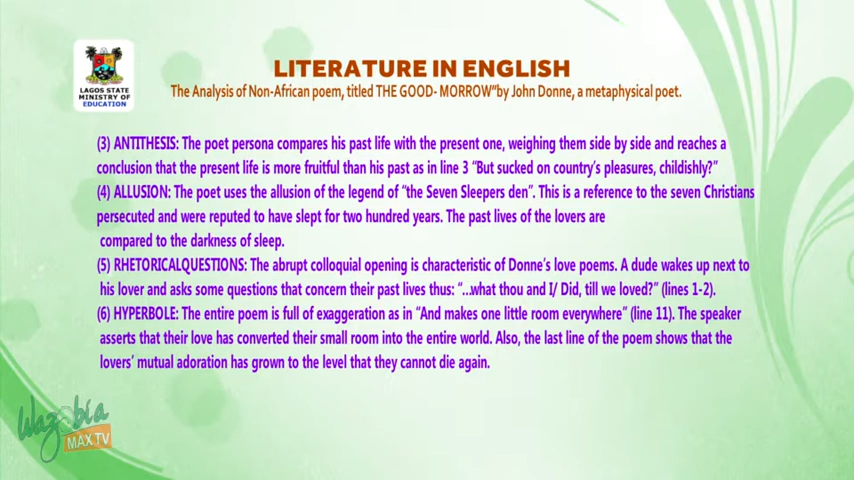 LAGOS STATE
MINISTRY OF
EDUCATION
LITERATURE IN ENGLISH
The Analysis of Non-African poem, titled THE GOOD- MORROW"by John Donne, a metaphysical poet.
(3) ANTITHESIS: The poet persona compares his past life with the present one, weighing them side by side and reaches a
conclusion that the present life is more fruitful than his past as in line 3 "But sucked on country's pleasures, childishly?"
(4) ALLUSION: The poet uses the allusion of the legend of "the Seven Sleepers den". This is a reference to the seven Christians
persecuted and were reputed to have slept for two hundred years. The past lives of the lovers are
compared to the darkness of sleep.
(5) RHETORICALQUESTIONS: The abrupt colloquial opening is characteristic of Donne's love poems. A dude wakes up next to
his lover and asks some questions that concern their past lives thus: "...what thou and I/ Did, till we loved?" (lines 1-2).
(6) HYPERBOLE: The entire poem is full of exaggeration as in "And makes one little room everywhere" (line 11). The speaker
asserts that their love has converted their small room into the entire world. Also, the last line of the poem shows that the
lovers' mutual adoration has grown to the level that they cannot die again.
Wazobia
MAX TV